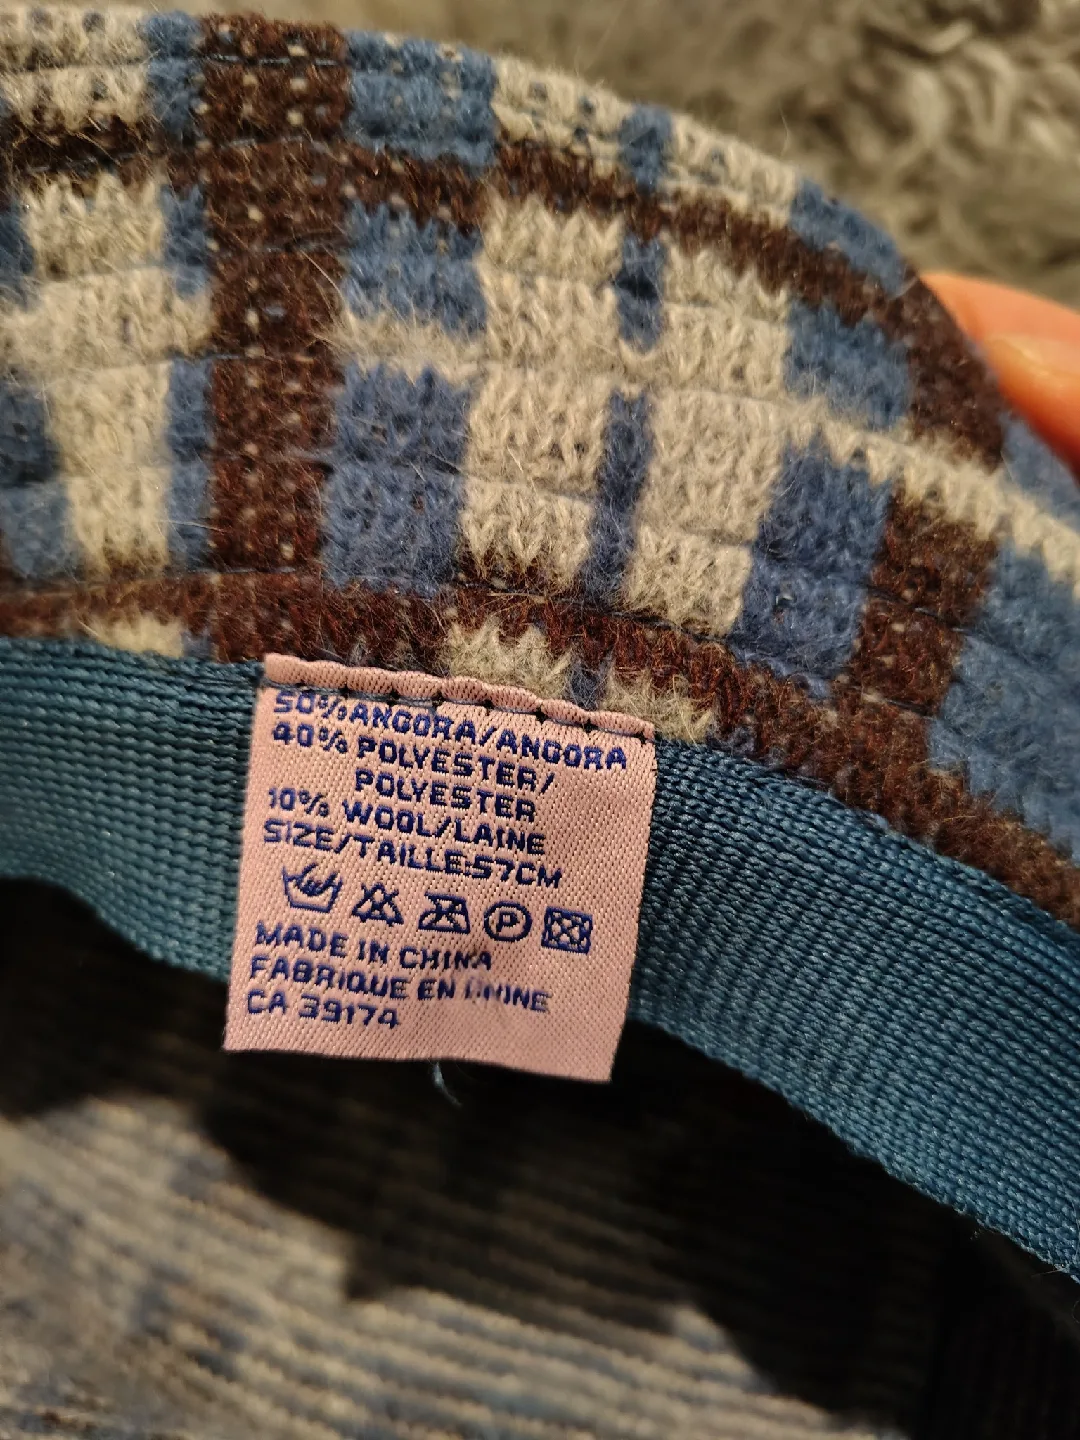 50% ANGORA/ANGORA
40% POLYESTER/
POLYESTER
10% WOOL/LAINE
SIZE/TAILLE:57CM
P
MADE IN CHINA
FABRIQUE EN CHINE
CA 39174